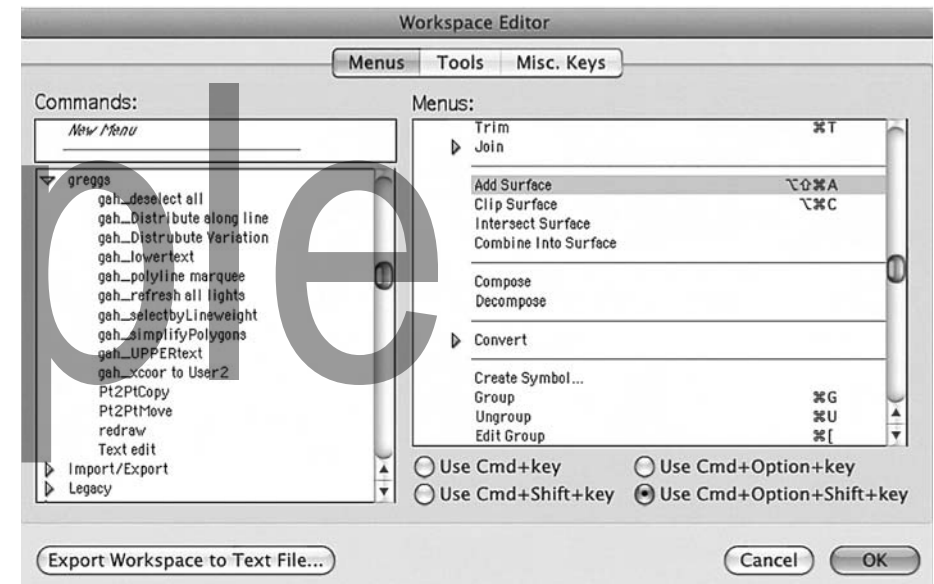 Workspace Editor
Menus Tools Misc. Keys
Commands:
New Menu
greggs
gah_deselect all
gah_Distribute along line
gah_Distrubute Variation
gah_lowertext
gah_polyline marquee
gah_refresh all lights
gah_selectbyLineweight
gah_simplifyPolygons
gah_UPPERtext
gah_xcoor to User2
Pt2PtCopy
Pt2PtMove
redraw
Text edit
Import/Export
Legacy
Menus:
Trim ⌘T
Join
Add Surface ⌥⇧⌘A
Clip Surface ⌥⌘C
Intersect Surface
Combine Into Surface
Compose
Decompose
Convert
Create Symbol...
Group ⌘G
Ungroup ⌘U
Edit Group ⌘[
Use Cmd+key Use Cmd+Option+key
Use Cmd+Shift+key Use Cmd+Option+Shift+key
Export Workspace to Text File... Cancel OK
ple